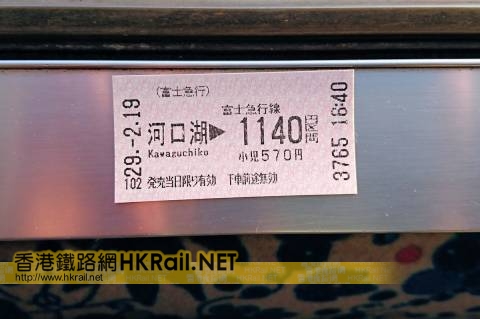 (富士急行)
29.-2.19
富士急行線
河口湖▶ 1140円区間
Kawaguchiko
小児570円
102 発売当日限り有効 下車前途無効
3765 16:40
香港鐵路網HKRail.NET
http://www.hkrail.net